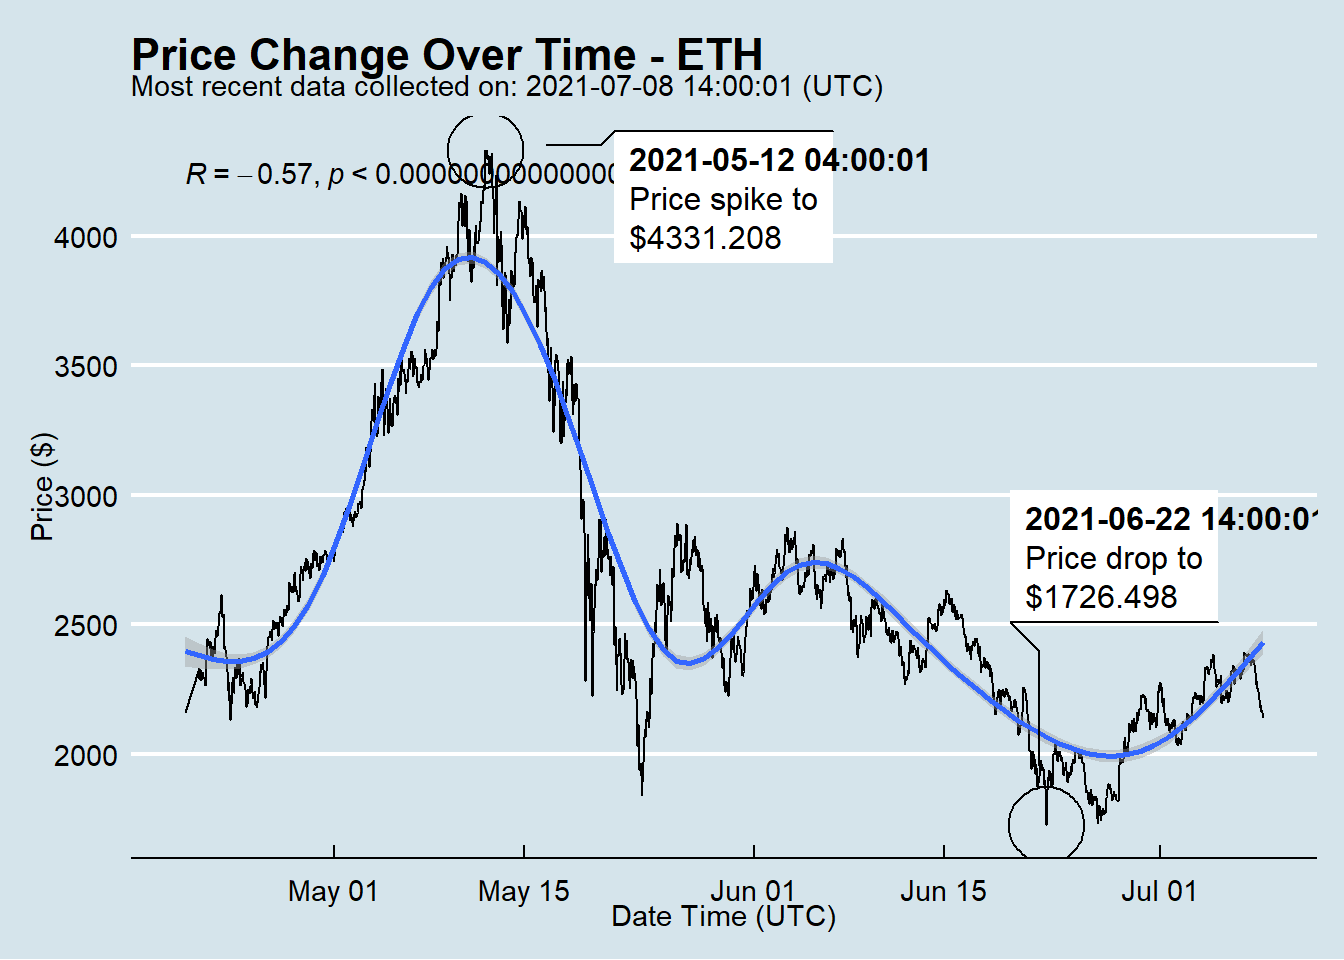 Price Change Over Time - ETH
Most recent data collected on: 2021-07-08 14:00:01 (UTC)
R = −0.57, p < 0.00000000000000
2021-05-12 04:00:01
Price spike to
$4331.208
4000
3500
3000
2500
2000
Price ($)
2021-06-22 14:00:01
Price drop to
$1726.498
May 01
May 15
Jun 01
Jun 15
Jul 01
Date Time (UTC)